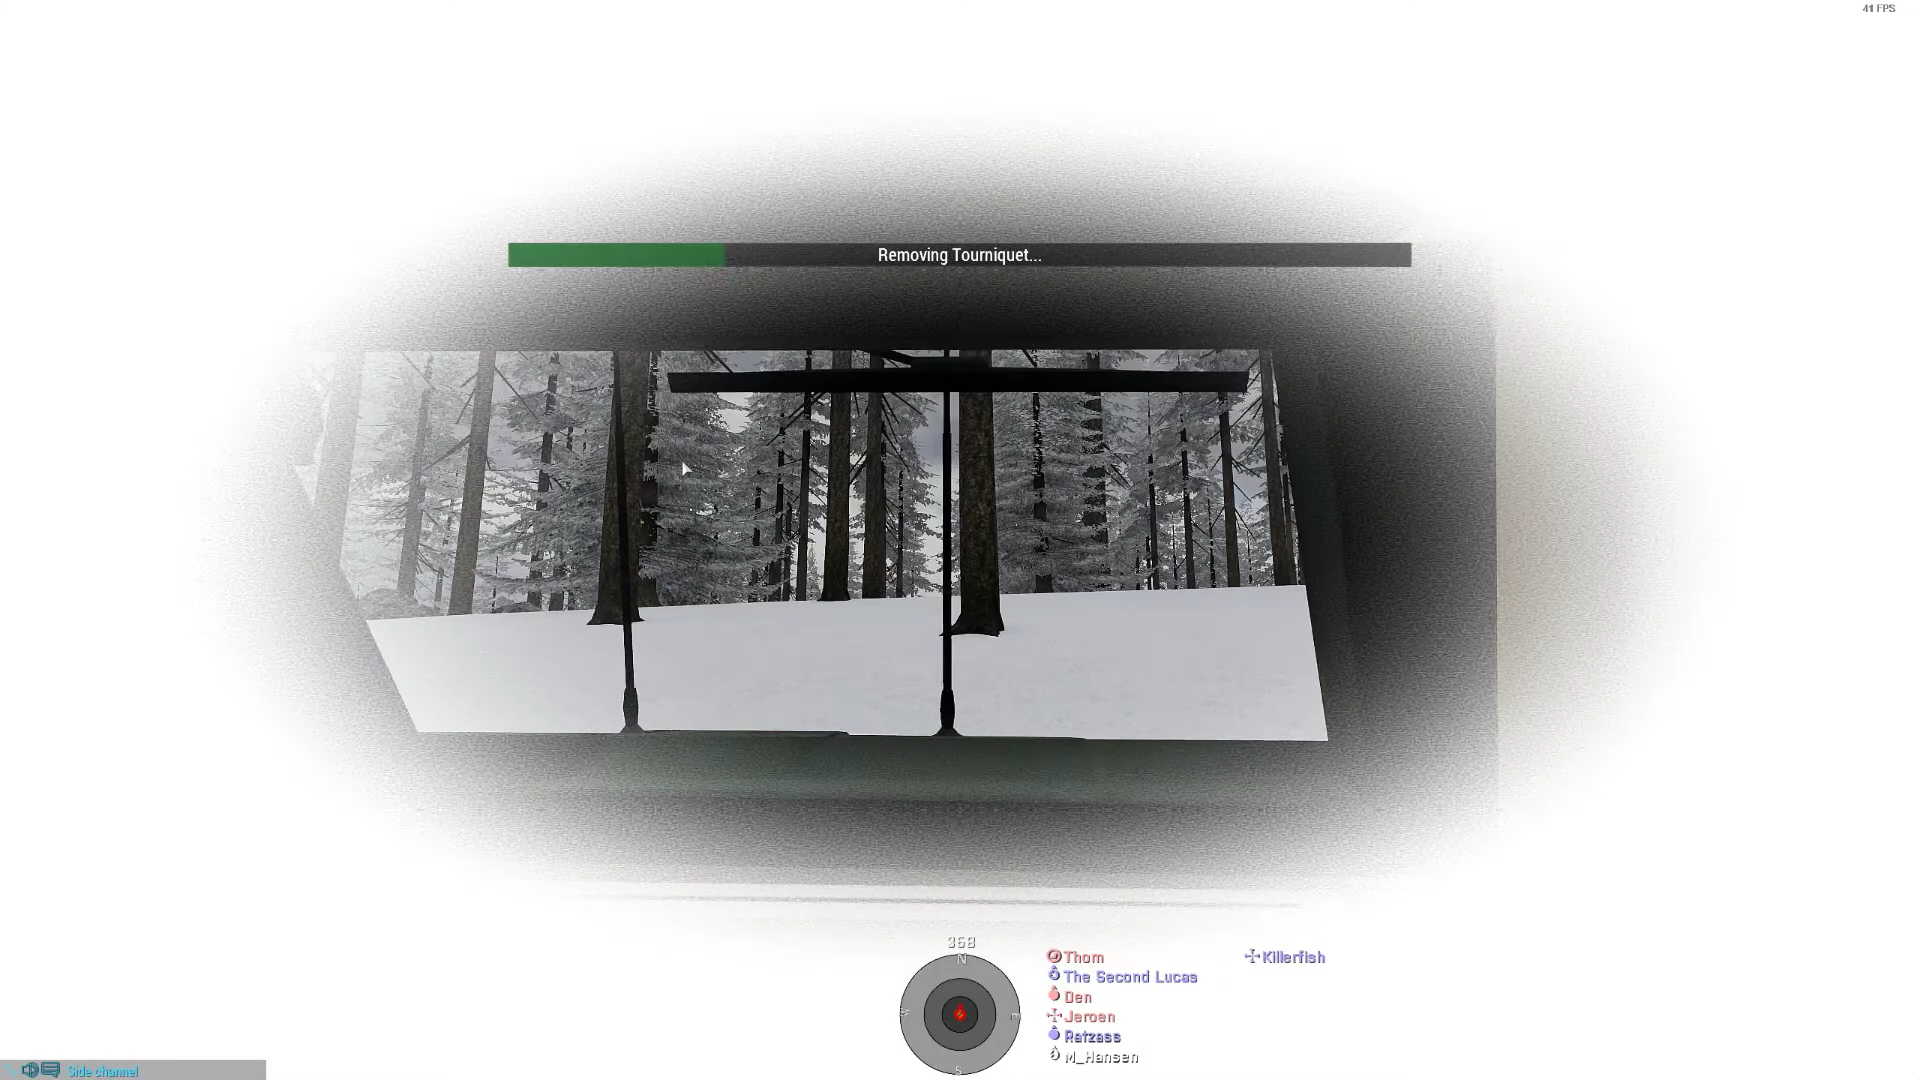 41 FPS
Removing Tourniquet...
368
N
W
E
S
Thom
The Second Lucas
Den
Jeroen
Ratzass
M_Hansen
Killerfish
Side channel